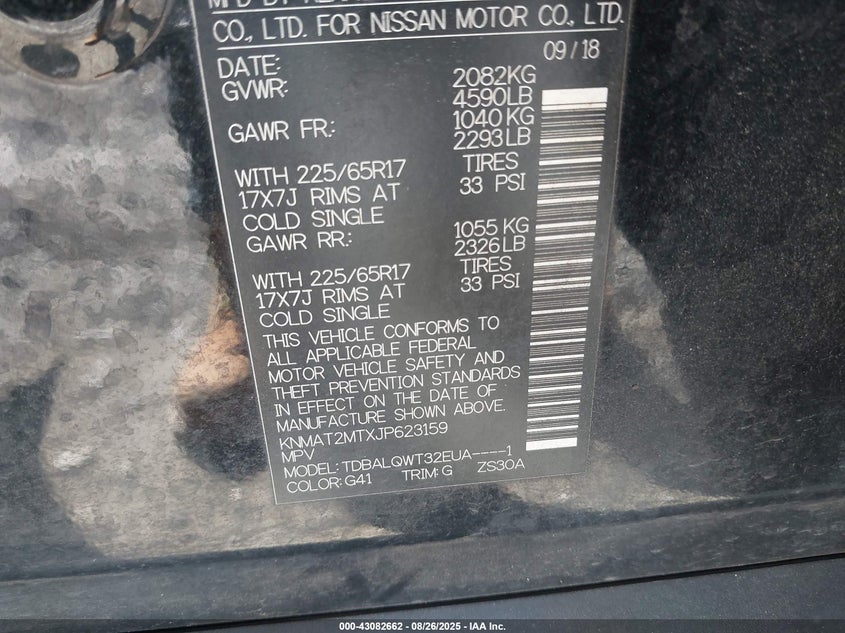 CO., LTD. FOR NISSAN MOTOR CO., LTD.
DATE: 09/18
GVWR: 2082KG
4590LB
GAWR FR: 1040 KG
2293LB
WITH 225/65R17 TIRES
17X7J RIMS AT 33 PSI
COLD SINGLE
GAWR RR: 1055 KG
2326LB
WITH 225/65R17 TIRES
17X7J RIMS AT 33 PSI
COLD SINGLE
THIS VEHICLE CONFORMS TO
ALL APPLICABLE FEDERAL
MOTOR VEHICLE SAFETY AND
THEFT PREVENTION STANDARDS
IN EFFECT ON THE DATE OF
MANUFACTURE SHOWN ABOVE.
KNMAT2MTXJP623159
MPV
MODEL: TDBALQWT32EUA----1
COLOR: G41 TRIM: G ZS30A
000-43082662 - 08/26/2025 - IAA Inc.